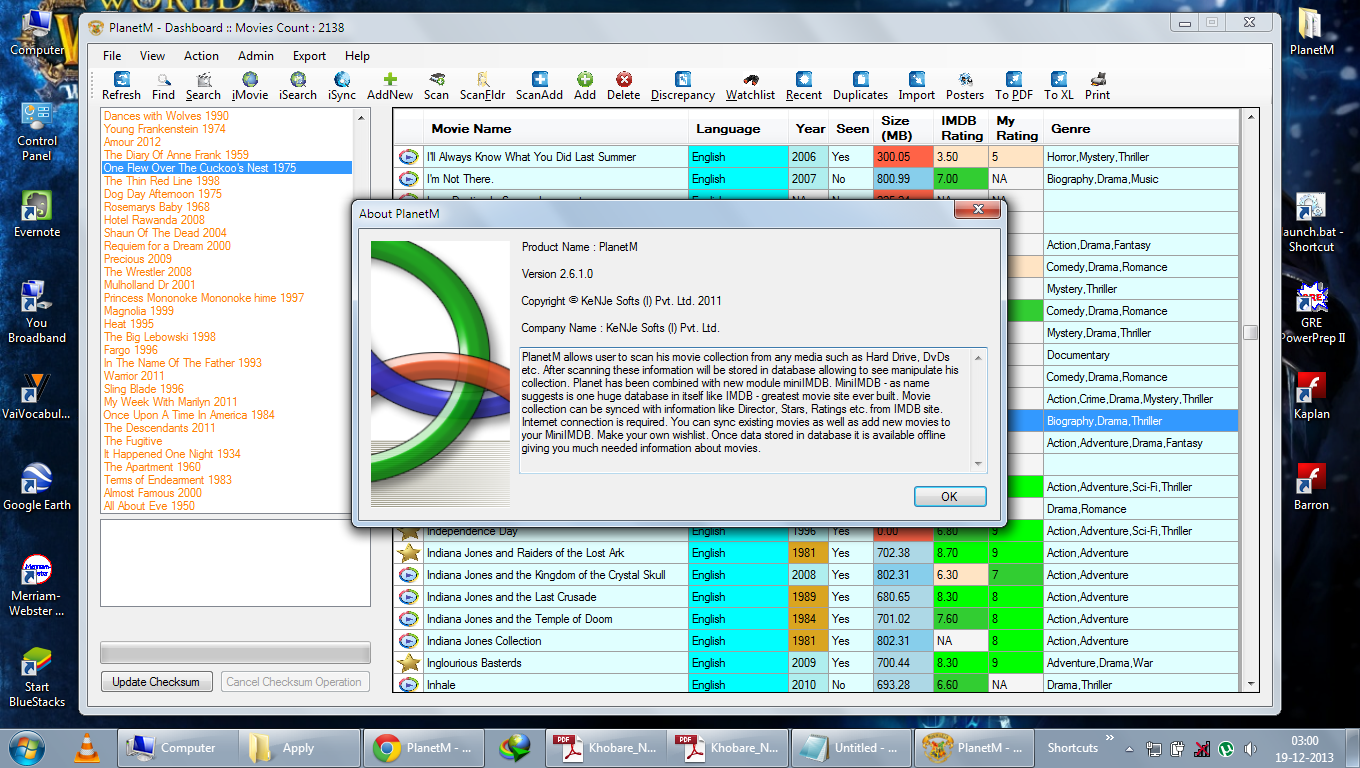 WORLD
Computer
Control
Panel
Evernote
You
Broadband
VaiVocabul...
Google Earth
Merriam-
Webster ...
Start
BlueStacks
PlanetM - Dashboard :: Movies Count : 2138
File View Action Admin Export Help
Refresh Find Search iMovie iSearch iSync AddNew Scan ScanFldr ScanAdd Add Delete Discrepancy Watchlist Recent Duplicates Import Posters To PDF To XL Print
Dances with Wolves 1990
Young Frankenstein 1974
Amour 2012
The Diary Of Anne Frank 1959
One Flew Over The Cuckoo's Nest 1975
The Thin Red Line 1998
Dog Day Afternoon 1975
Rosemarys Baby 1968
Hotel Rawanda 2008
Shaun Of The Dead 2004
Requiem for a Dream 2000
Precious 2009
The Wrestler 2008
Mulholland Dr 2001
Princess Mononoke Mononoke hime 1997
Magnolia 1999
Heat 1995
The Big Lebowski 1998
Fargo 1996
In The Name Of The Father 1993
Warrior 2011
Sling Blade 1996
My Week With Marilyn 2011
Once Upon A Time In America 1984
The Descendants 2011
The Fugitive
It Happened One Night 1934
The Apartment 1960
Terms of Endearment 1983
Almost Famous 2000
All About Eve 1950
Update Checksum Cancel Checksum Operation
Movie Name Language Year Seen Size (MB) IMDB Rating My Rating Genre
I'll Always Know What You Did Last Summer English 2006 Yes 300.05 3.50 5 Horror,Mystery,Thriller
I'm Not There. English 2007 No 800.99 7.00 NA Biography,Drama,Music
Action,Drama,Fantasy
Comedy,Drama,Romance
Mystery,Thriller
Comedy,Drama,Romance
Mystery,Drama,Thriller
Documentary
Comedy,Drama,Romance
Action,Crime,Drama,Mystery,Thriller
Biography,Drama,Thriller
Action,Adventure,Drama,Fantasy
Action,Adventure,Sci-Fi,Thriller
Drama,Romance
Independence Day English 1996 Yes 0.00 6.80 9 Action,Adventure,Sci-Fi,Thriller
Indiana Jones and Raiders of the Lost Ark English 1981 Yes 702.38 8.70 9 Action,Adventure
Indiana Jones and the Kingdom of the Crystal Skull English 2008 Yes 802.31 6.30 7 Action,Adventure
Indiana Jones and the Last Crusade English 1989 Yes 680.65 8.30 8 Action,Adventure
Indiana Jones and the Temple of Doom English 1984 Yes 701.02 7.60 8 Action,Adventure
Indiana Jones Collection English 1981 Yes 802.31 NA 8 Action,Adventure
Inglourious Basterds English 2009 Yes 700.44 8.30 9 Adventure,Drama,War
Inhale English 2010 No 693.28 6.60 NA Drama,Thriller
About PlanetM
Product Name : PlanetM
Version 2.6.1.0
Copyright © KeNJe Softs (I) Pvt. Ltd. 2011
Company Name : KeNJe Softs (I) Pvt. Ltd.
PlanetM allows user to scan his movie collection from any media such as Hard Drive, DvDs
etc. After scanning these infomation will be stored in database allowing to see manipulate his
collection. Planet has been combined with new module miniIMDB. MiniIMDB - as name
suggests is one huge database in itself like IMDB - greatest movie site ever built. Movie
collection can be synced with information like Director, Stars, Ratings etc. from IMDB site.
Internet connection is required. You can sync existing movies as well as add new movies to
your MiniIMDB. Make your own wishlist. Once data stored in database it is available offline
giving you much needed information about movies.
OK
PlanetM
aunch.bat -
Shortcut
GRE
PowerPrep II
Kaplan
Barron
Computer Apply PlanetM - ... PDF Khobare_N... PDF Khobare_N... Untitled - ... PlanetM - ... Shortcuts » 03:00
19-12-2013